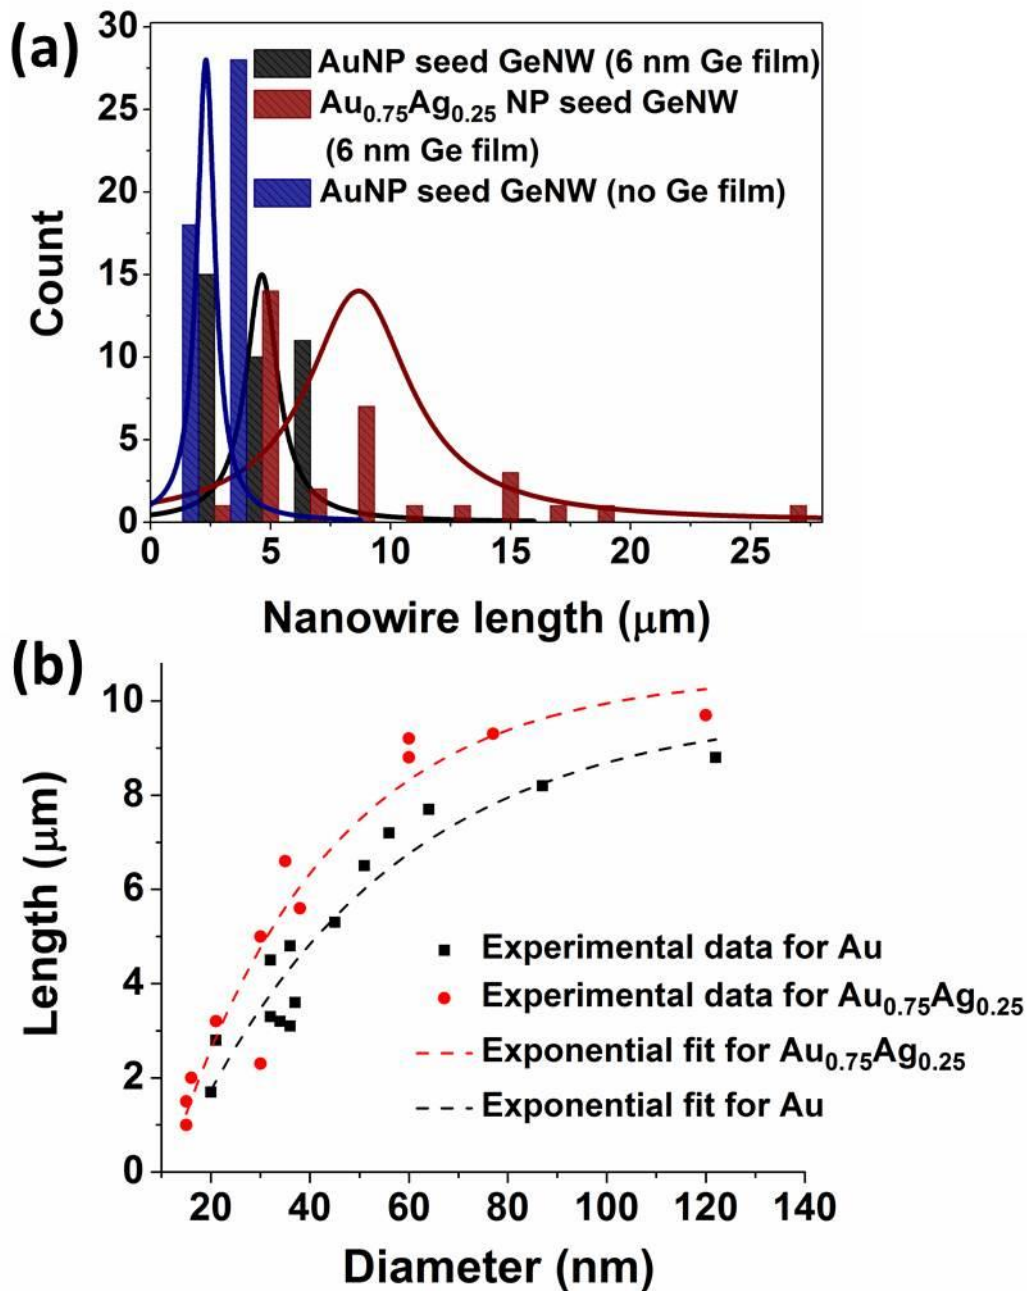 (a)
30
25
20
15
10
5
0
Count
AuNP seed GeNW (6 nm Ge film)
Au0.75Ag0.25 NP seed GeNW
(6 nm Ge film)
AuNP seed GeNW (no Ge film)
0 5 10 15 20 25
Nanowire length (μm)
(b)
10
8
6
4
2
0
Length (μm)
Experimental data for Au
Experimental data for Au0.75Ag0.25
Exponential fit for Au0.75Ag0.25
Exponential fit for Au
20 40 60 80 100 120 140
Diameter (nm)